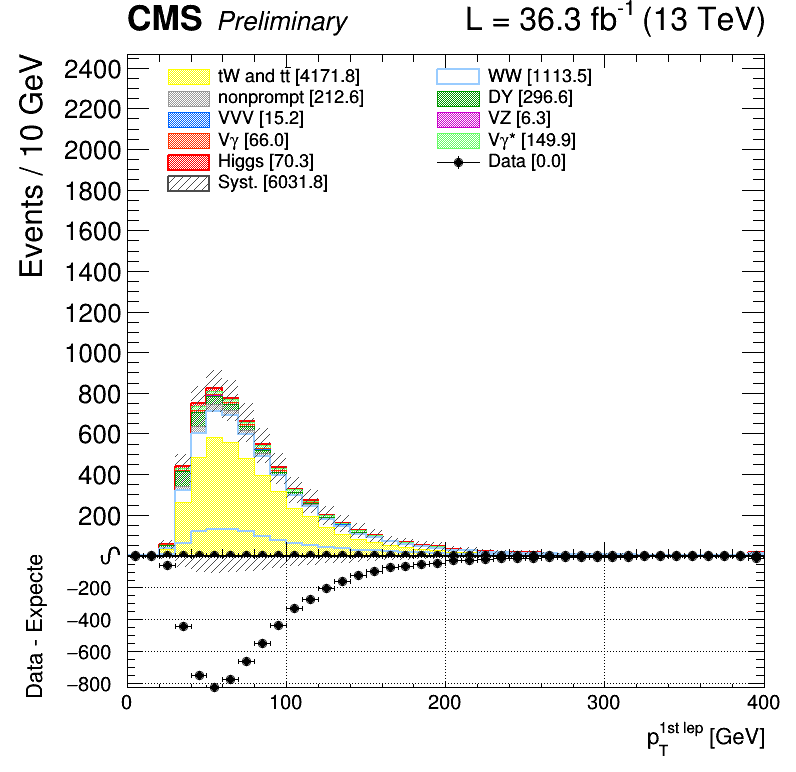 CMS Preliminary L = 36.3 fb⁻¹ (13 TeV)
Events / 10 GeV
2400
2200
2000
1800
1600
1400
1200
1000
800
600
400
200
0
tW and tt̄ [4171.8]
WW [1113.5]
nonprompt [212.6]
DY [296.6]
VVV [15.2]
VZ [6.3]
Vγ [66.0]
Vγ* [149.9]
Higgs [70.3]
Data [0.0]
Syst. [6031.8]
Data - Expecte
−200
−400
−600
−800
0 100 200 300 400
p_T^{1st lep} [GeV]